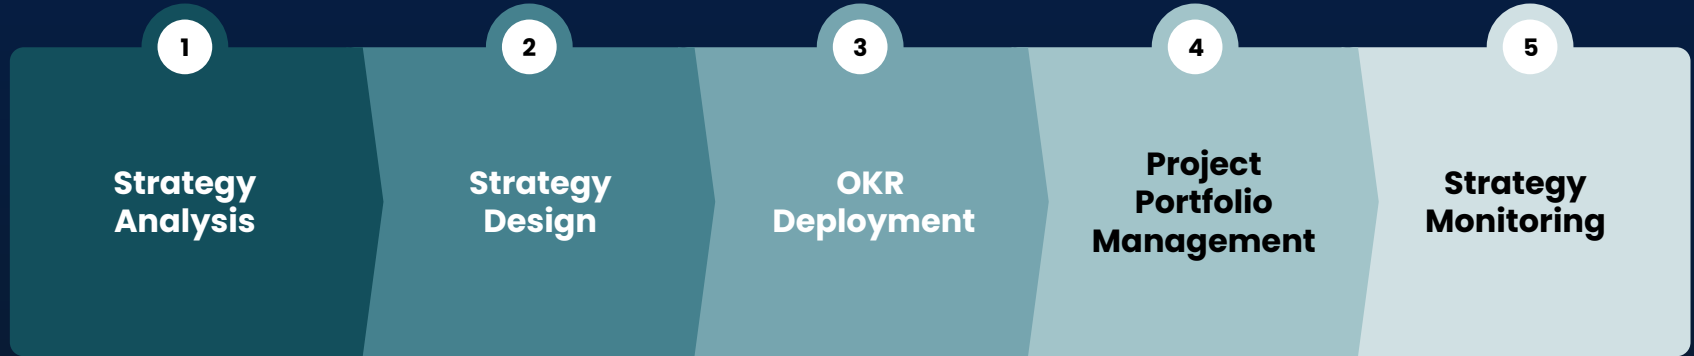 1
Strategy
Analysis
2
Strategy
Design
3
OKR
Deployment
4
Project
Portfolio
Management
5
Strategy
Monitoring